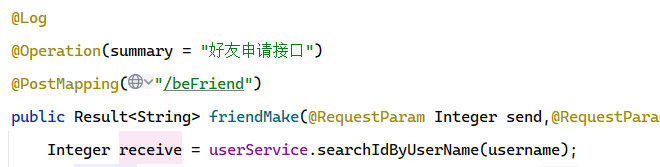 @Log
@Operation(summary = "好友申请接口")
@PostMapping("/beFriend")
public Result<String> friendMake(@RequestParam Integer send,@RequestPara
Integer receive = userService.searchIdByUserName(username);